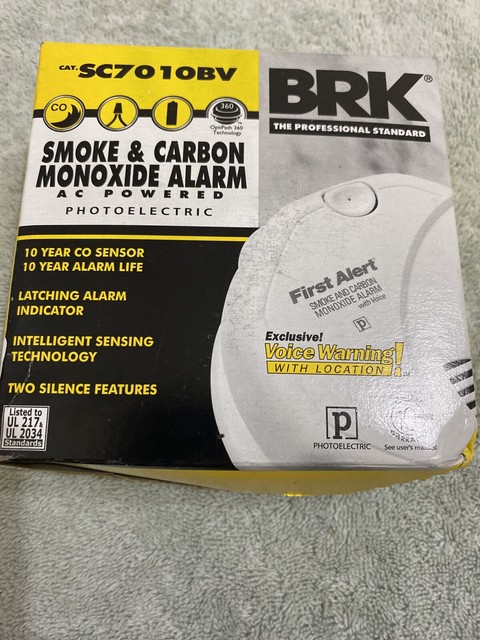 CAT. SC7010BV
CO
360
OptiPath 360
Technology
SMOKE & CARBON
MONOXIDE ALARM
AC POWERED
PHOTOELECTRIC
10 YEAR CO SENSOR
10 YEAR ALARM LIFE
LATCHING ALARM
INDICATOR
INTELLIGENT SENSING
TECHNOLOGY
TWO SILENCE FEATURES
Listed to
UL 217&
UL 2034
Standards
BRK®
THE PROFESSIONAL STANDARD
First Alert®
SMOKE AND CARBON
MONOXIDE ALARM
with Voice
P
Exclusive!
Voice Warning!
WITH LOCATION™
P
PHOTOELECTRIC
See user's manual